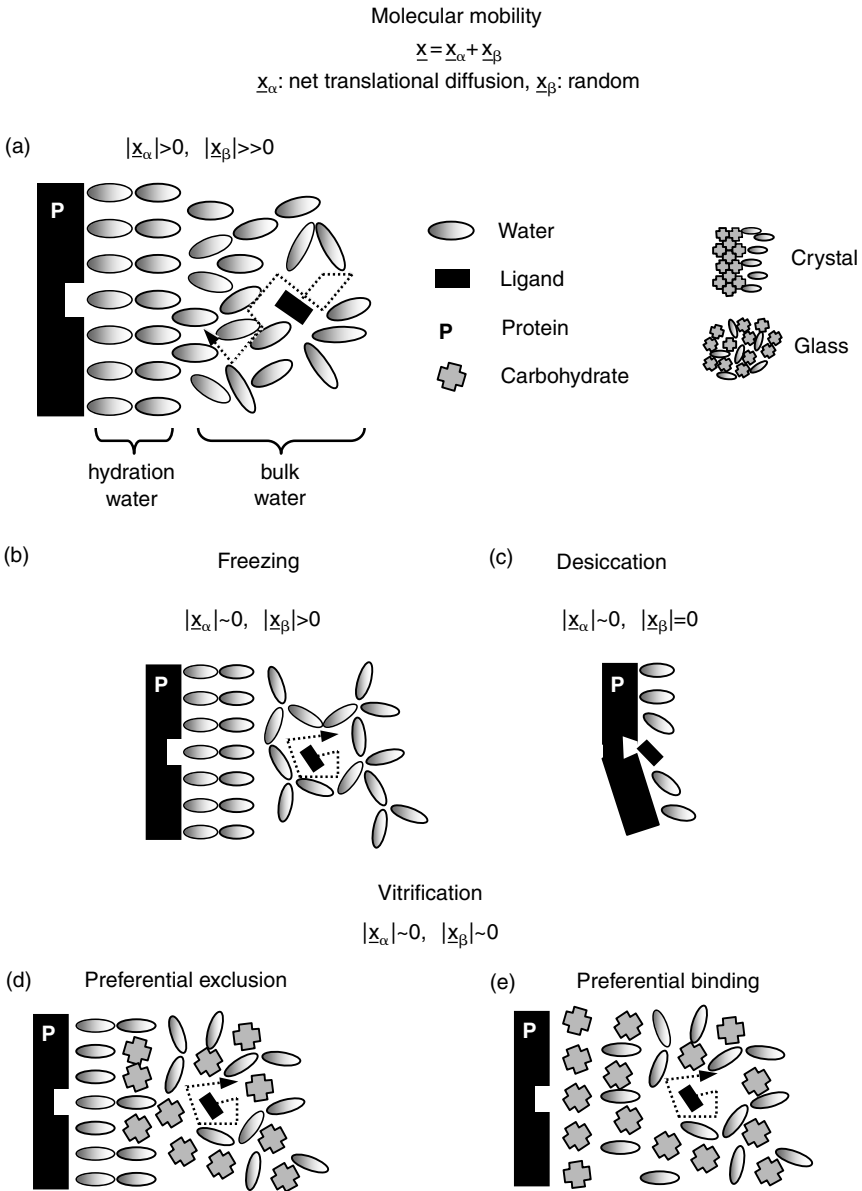 Molecular mobility
x = xα + xβ
xα: net translational diffusion, xβ: random
(a)
|xα|>0, |xβ|>>0
P
Water
Ligand
P Protein
Carbohydrate
Crystal
Glass
hydration
water
bulk
water
(b) Freezing
|xα|~0, |xβ|>0
P
(c) Desiccation
|xα|~0, |xβ|=0
P
Vitrification
|xα|~0, |xβ|~0
(d) Preferential exclusion
P
(e) Preferential binding
P